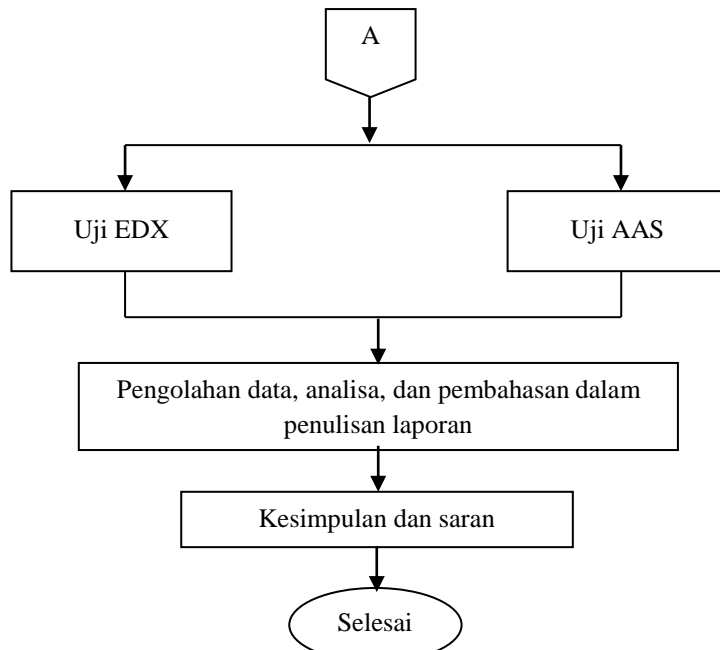 A
Uji EDX
Uji AAS
Pengolahan data, analisa, dan pembahasan dalam
penulisan laporan
Kesimpulan dan saran
Selesai